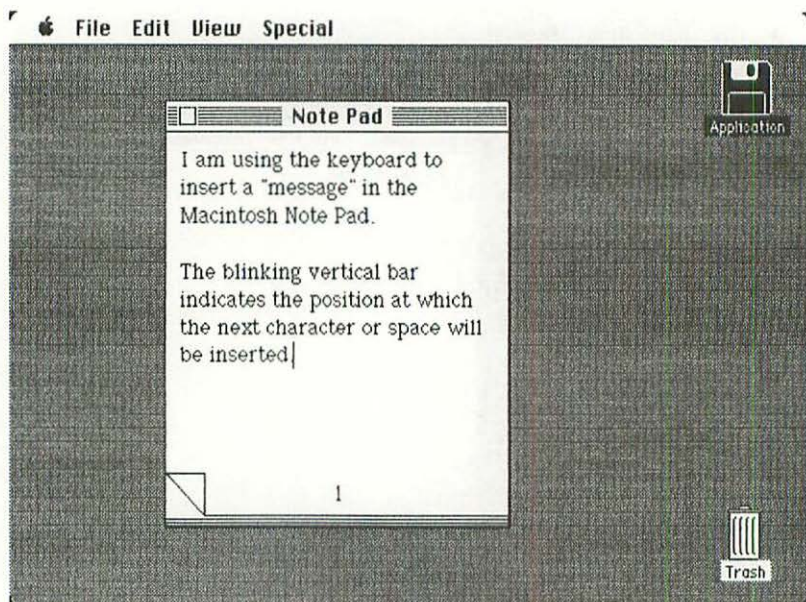 File Edit View Special
Note Pad
I am using the keyboard to
insert a "message" in the
Macintosh Note Pad.
The blinking vertical bar
indicates the position at which
the next character or space will
be inserted.
1
Application
Trash